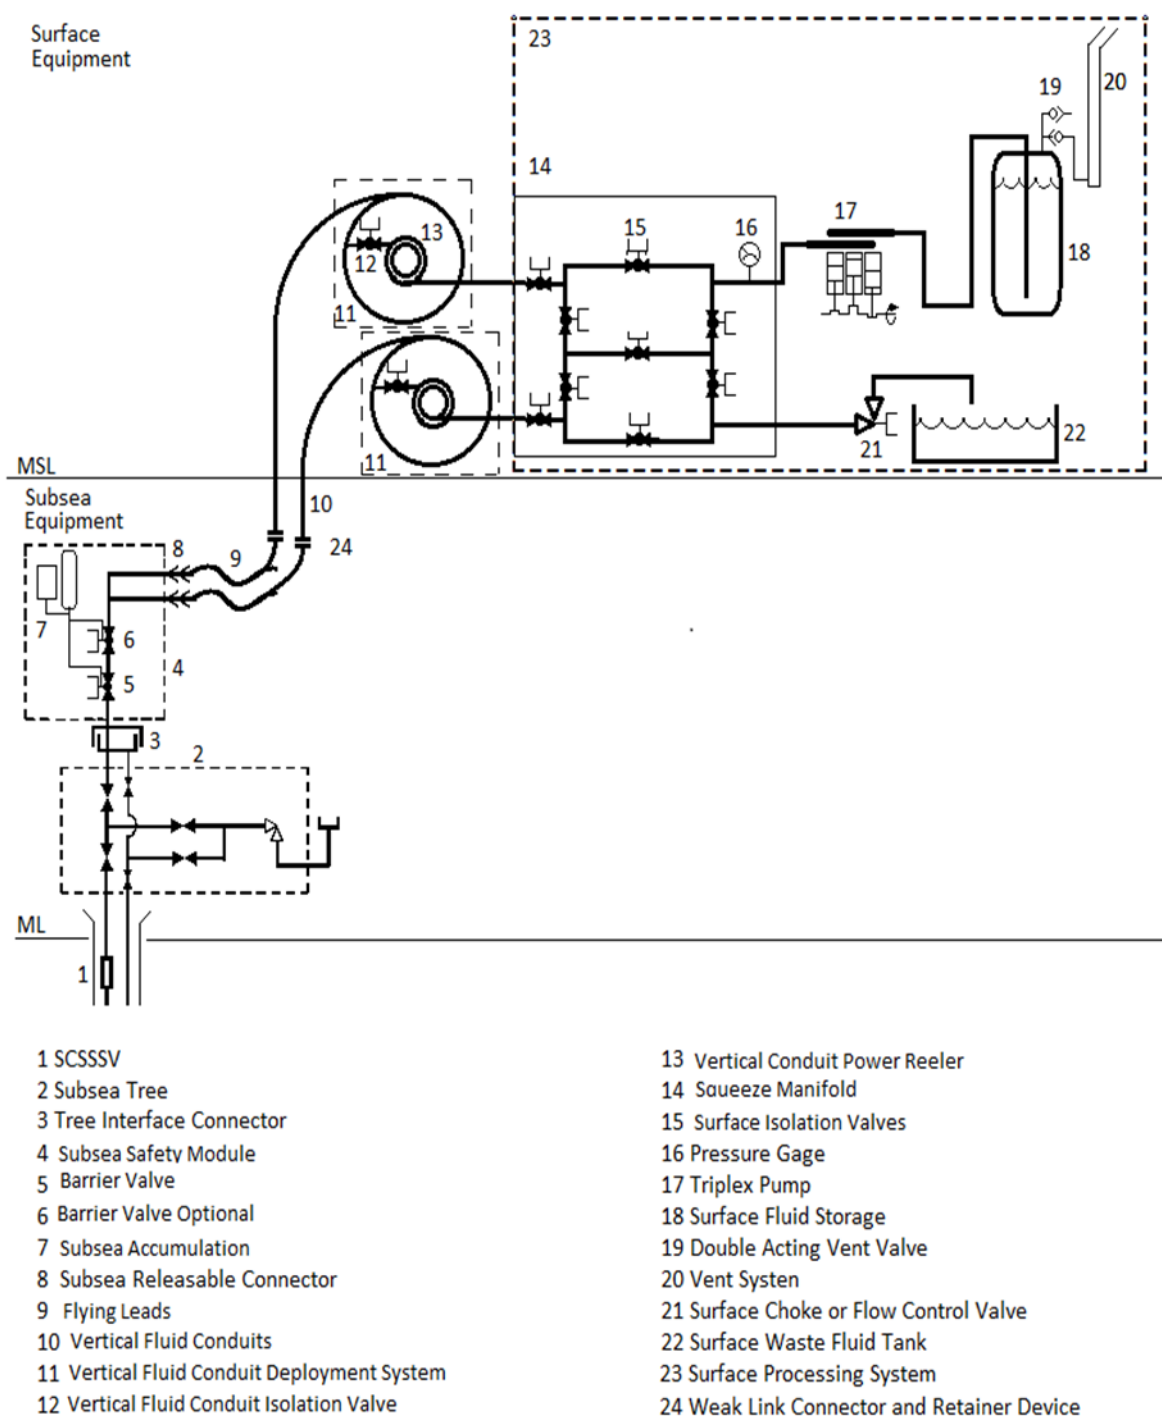 Surface
Equipment
23
19
20
14
17
13
15
16
12
18
11
11
21
22
MSL
Subsea
Equipment
10
8
9
24
7
6
4
5
3
2
ML
1
1 SCSSSV
2 Subsea Tree
3 Tree Interface Connector
4 Subsea Safety Module
5 Barrier Valve
6 Barrier Valve Optional
7 Subsea Accumulation
8 Subsea Releasable Connector
9 Flying Leads
10 Vertical Fluid Conduits
11 Vertical Fluid Conduit Deployment System
12 Vertical Fluid Conduit Isolation Valve
13 Vertical Conduit Power Reeler
14 Squeeze Manifold
15 Surface Isolation Valves
16 Pressure Gage
17 Triplex Pump
18 Surface Fluid Storage
19 Double Acting Vent Valve
20 Vent Systen
21 Surface Choke or Flow Control Valve
22 Surface Waste Fluid Tank
23 Surface Processing System
24 Weak Link Connector and Retainer Device